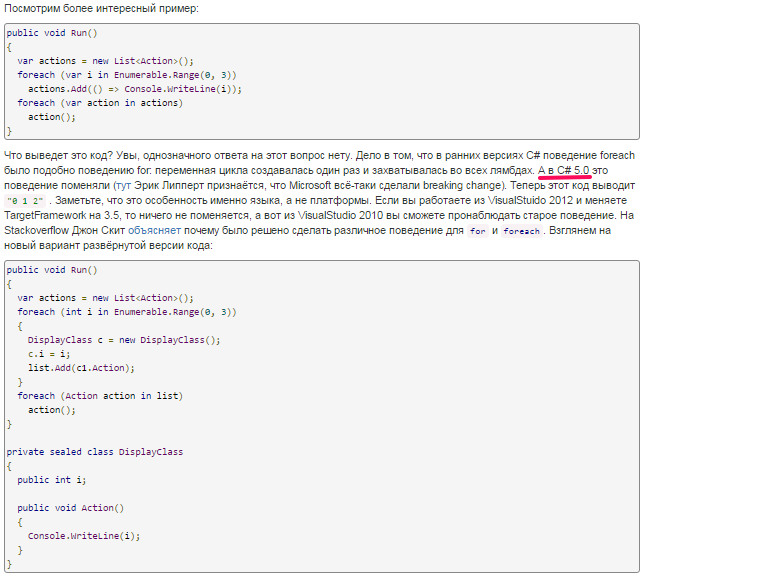 Посмотрим более интересный пример:
public void Run()
{
  var actions = new List<Action>();
  foreach (var i in Enumerable.Range(0, 3))
    actions.Add(() => Console.WriteLine(i));
  foreach (var action in actions)
    action();
}
Что выведет это код? Увы, однозначного ответа на этот вопрос нету. Дело в том, что в ранних версиях C# поведение foreach
было подобно поведению for: переменная цикла создавалась один раз и захватывалась во всех лямбдах. А в C# 5.0 это
поведение поменяли (тут Эрик Липперт признаётся, что Microsoft всё-таки сделали breaking change). Теперь этот код выводит
"0 1 2" . Заметьте, что это особенность именно языка, а не платформы. Если вы работаете из VisualStuido 2012 и меняете
TargetFramework на 3.5, то ничего не поменяется, а вот из VisualStudio 2010 вы сможете пронаблюдать старое поведение. На
Stackoverflow Джон Скит объясняет почему было решено сделать различное поведение для for и foreach . Взглянем на
новый вариант развёрнутой версии кода:
public void Run()
{
  var actions = new List<Action>();
  foreach (int i in Enumerable.Range(0, 3))
  {
    DisplayClass c = new DisplayClass();
    c.i = i;
    list.Add(c1.Action);
  }
  foreach (Action action in list)
    action();
}
private sealed class DisplayClass
{
  public int i;
  public void Action()
  {
    Console.WriteLine(i);
  }
}